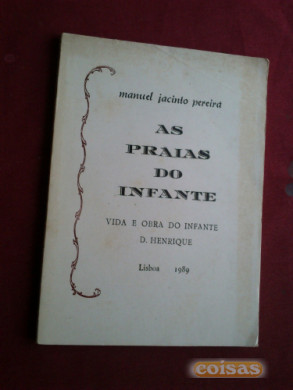 manuel jacinto pereira
AS
PRAIAS
DO
INFANTE
VIDA E OBRA DO INFANTE
D. HENRIQUE
Lisboa 1989
coisas